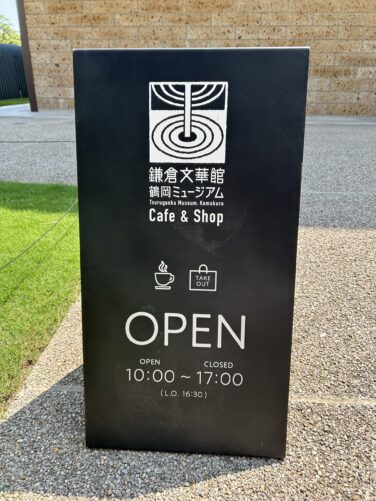 鎌倉文華館
鶴岡ミュージアム
Tsurugaoka Museum, Kamakura
Cafe & Shop
TAKE
OUT
OPEN
OPEN CLOSED
10:00 ~ 17:00
(L.O. 16:30)